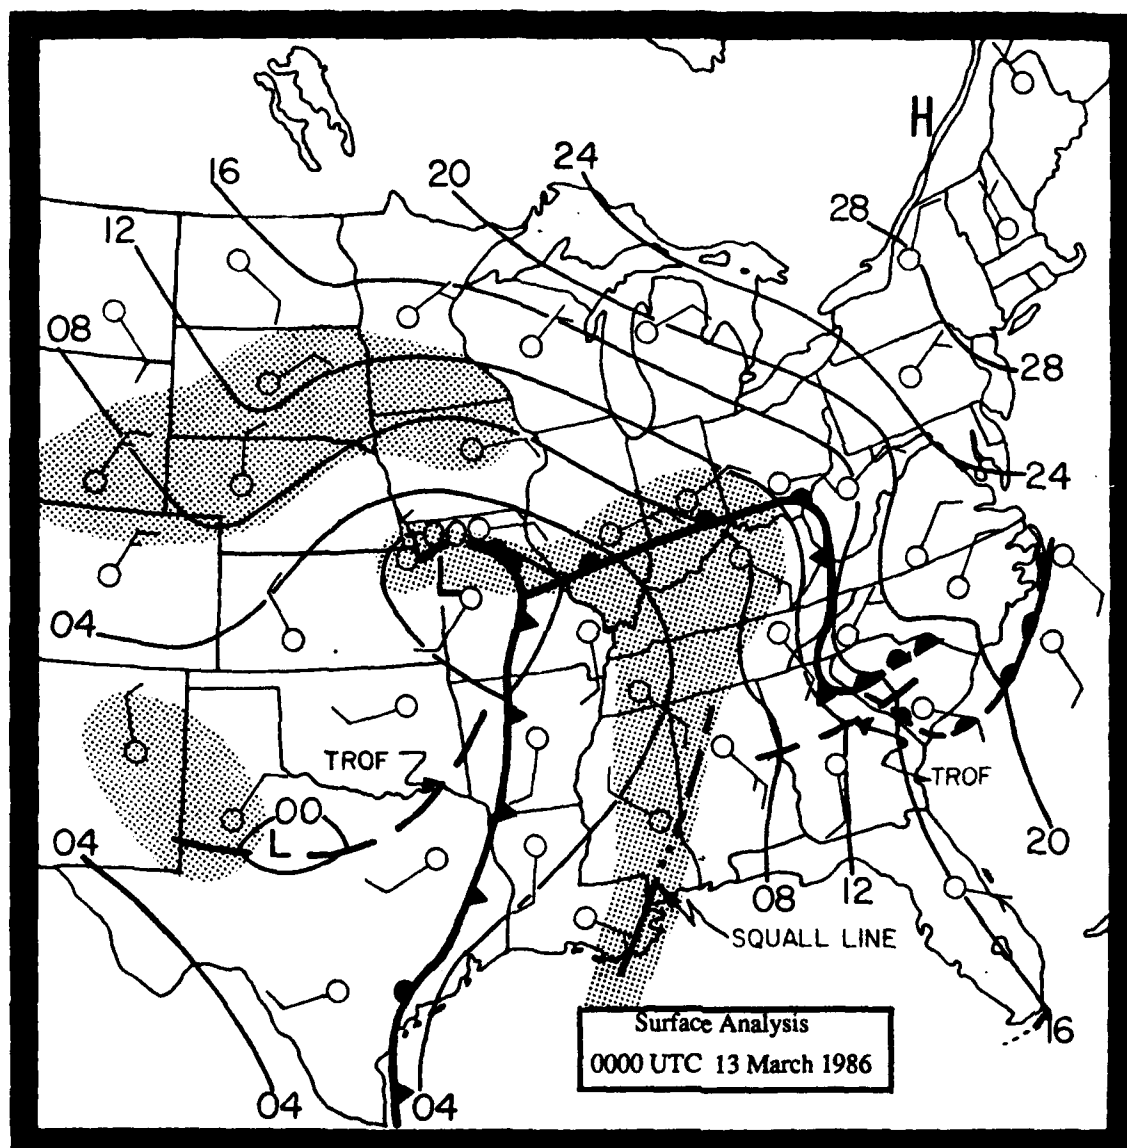 H
24
16
20
28
12
08
28
24
04
L
TROF
TROF
00
L
04
20
08
12
SQUALL LINE
16
Surface Analysis
0000 UTC 13 March 1986
04
04